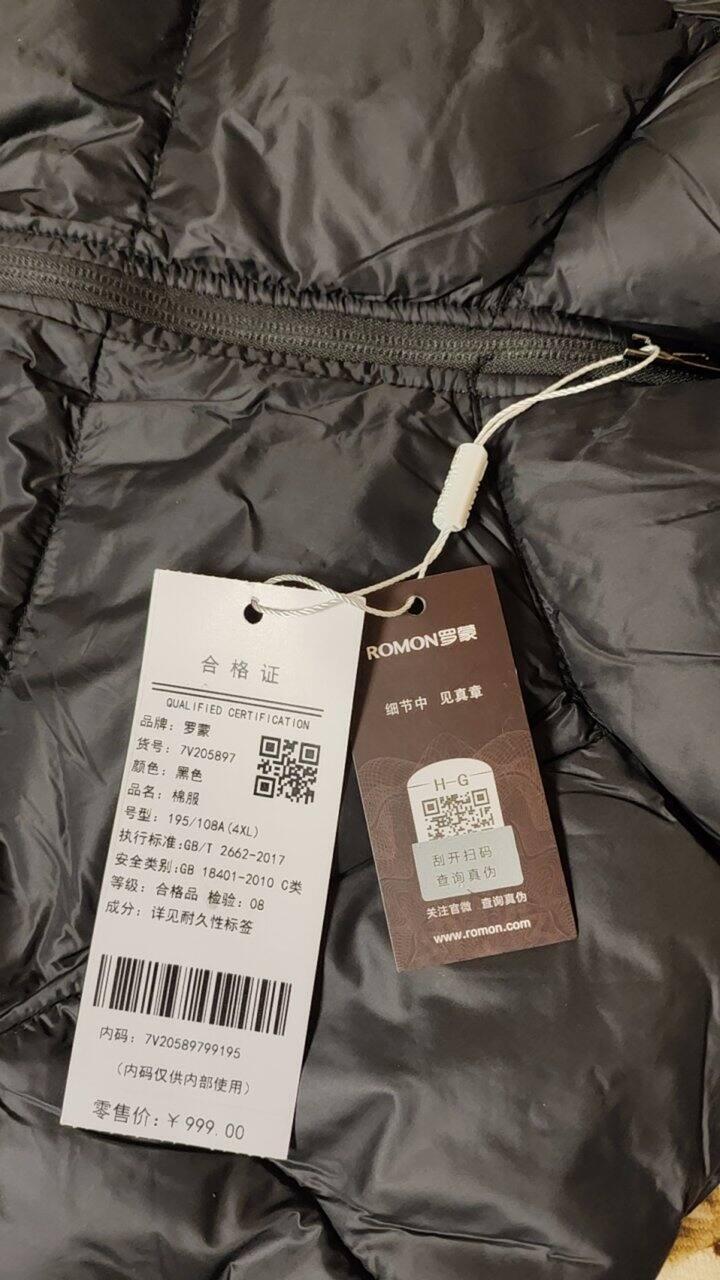 合格证
QUALIFIED CERTIFICATION
品牌：罗蒙
货号：7V205897
颜色：黑色
品名：棉服
号型：195/108A(4XL)
执行标准:GB/T 2662-2017
安全类别:GB 18401-2010 C类
等级：合格品 检验：08
成分：详见耐久性标签
内码：7V20589799195
（内码仅供内部使用）
零售价:￥999.00
ROMON罗蒙
细节中 见真章
H-G
刮开扫码
查询真伪
关注官微 查询真伪
www.romon.com